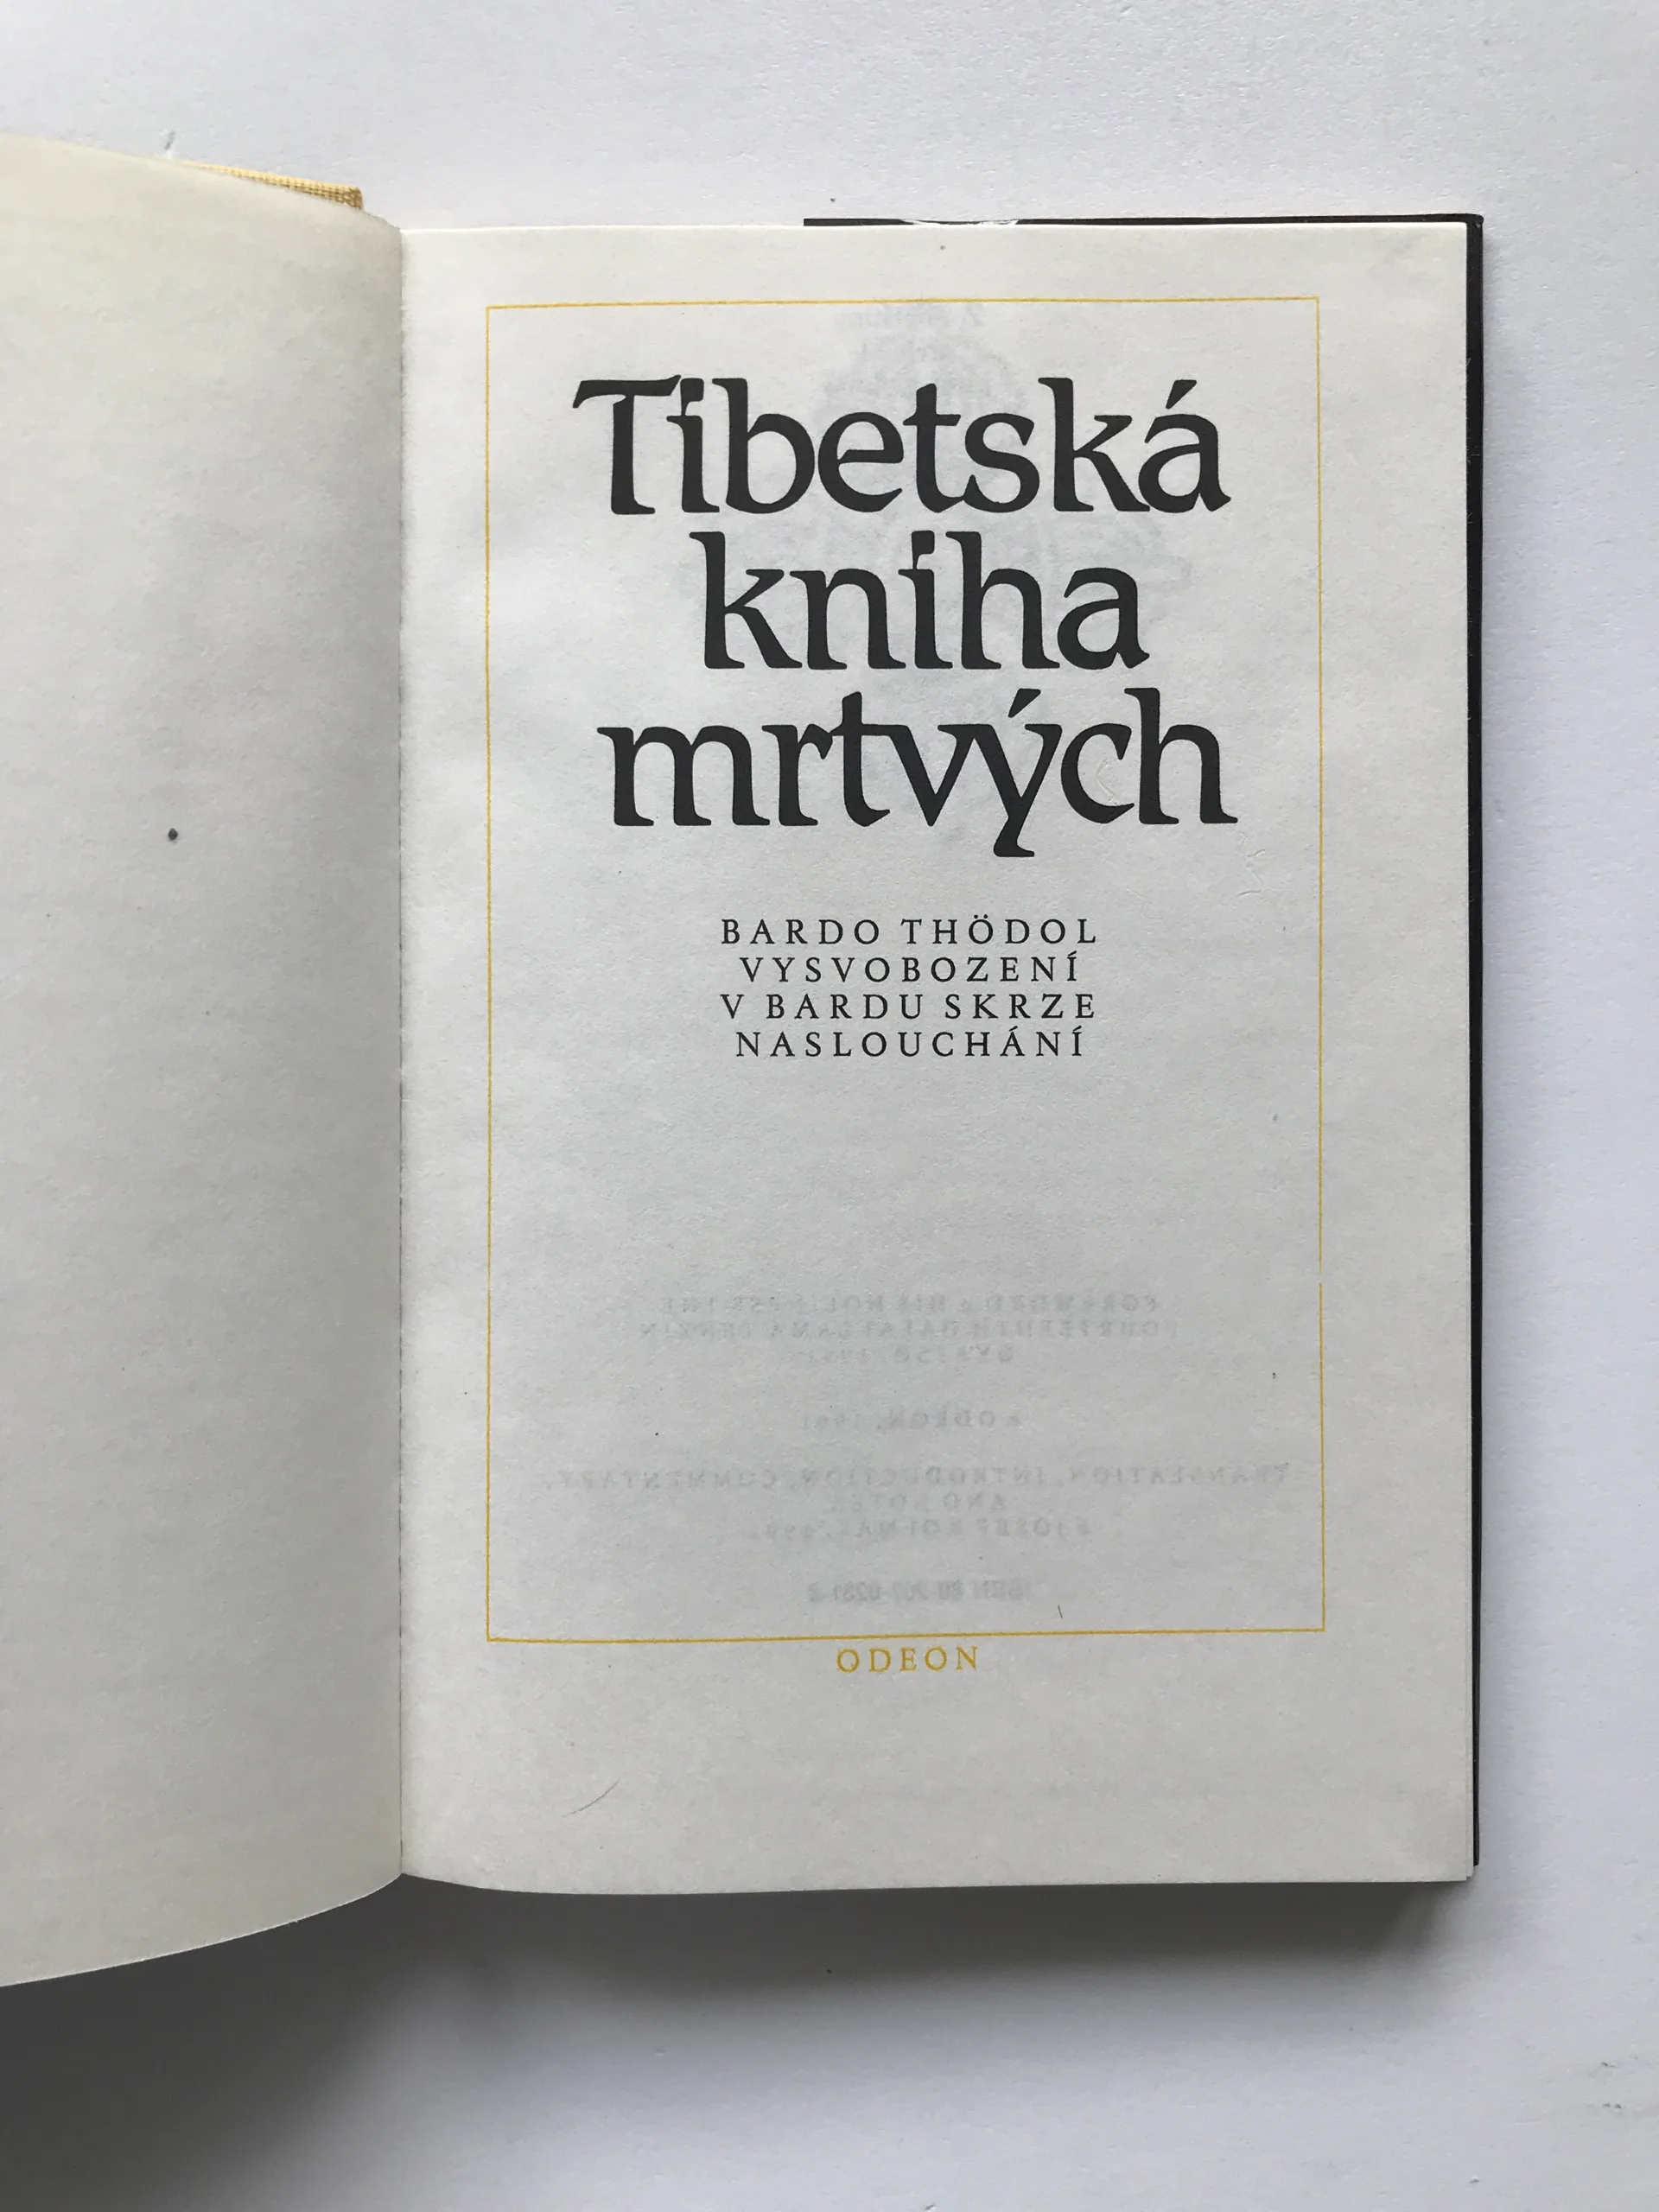 Tibetská
kniha
mrtvých
BARDO THÖDOL
VYSVOBOZENÍ
V BARDU SKRZE
NASLOUCHÁNÍ
ODEON